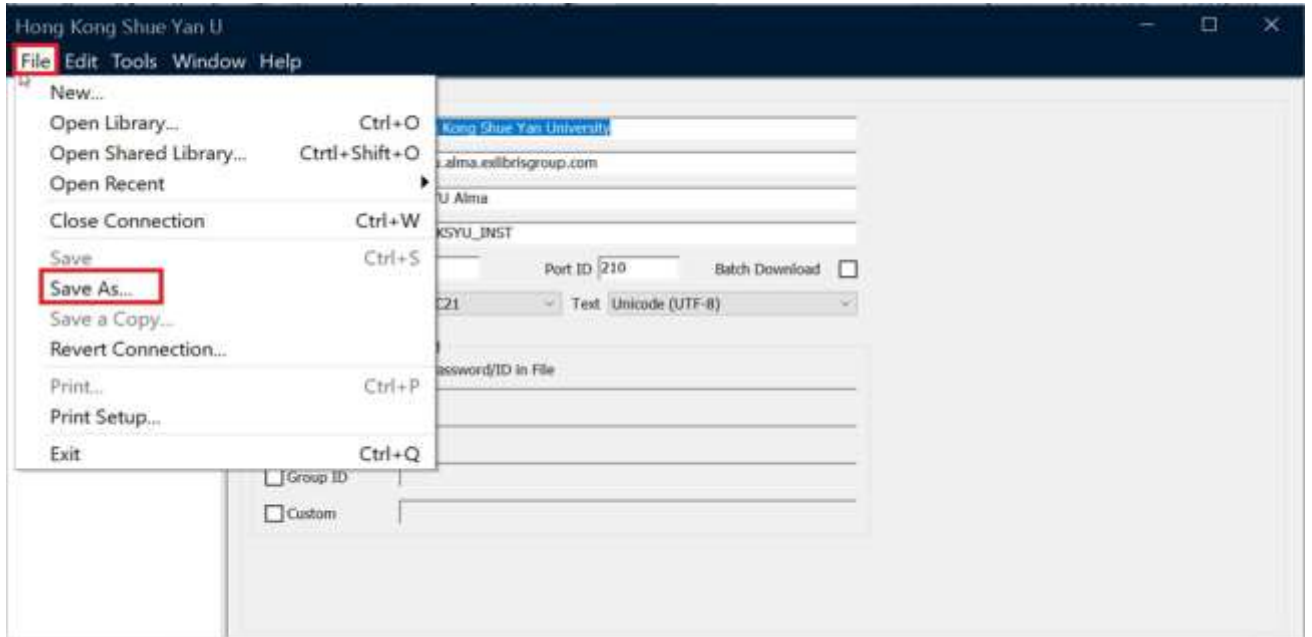 Hong Kong Shue Yan U
File Edit Tools Window Help
New...
Open Library... Ctrl+O
Kong Shue Yan University
Open Shared Library... Ctrtl+Shift+O
.alma.exlibrisgroup.com
Open Recent
U Alma
Close Connection Ctrl+W
KSYU_INST
Save Ctrl+S
Port ID 210 Batch Download
Save As...
C21 Text Unicode (UTF-8)
Save a Copy...
Revert Connection...
assword/ID in File
Print... Ctrl+P
Print Setup...
Exit Ctrl+Q
Group ID
Custom